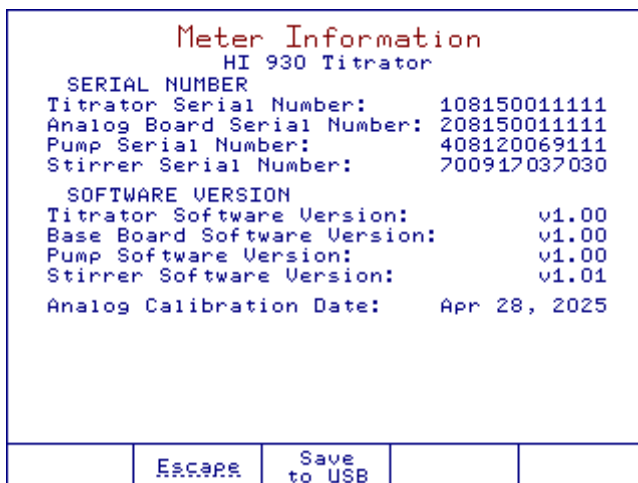 Meter Information
HI 930 Titrator
SERIAL NUMBER
Titrator Serial Number: 108150011111
Analog Board Serial Number: 208150011111
Pump Serial Number: 408120069111
Stirrer Serial Number: 700917037030
SOFTWARE VERSION
Titrator Software Version: v1.00
Base Board Software Version: v1.00
Pump Software Version: v1.00
Stirrer Software Version: v1.01
Analog Calibration Date: Apr 28, 2025
Escape
Save
to USB